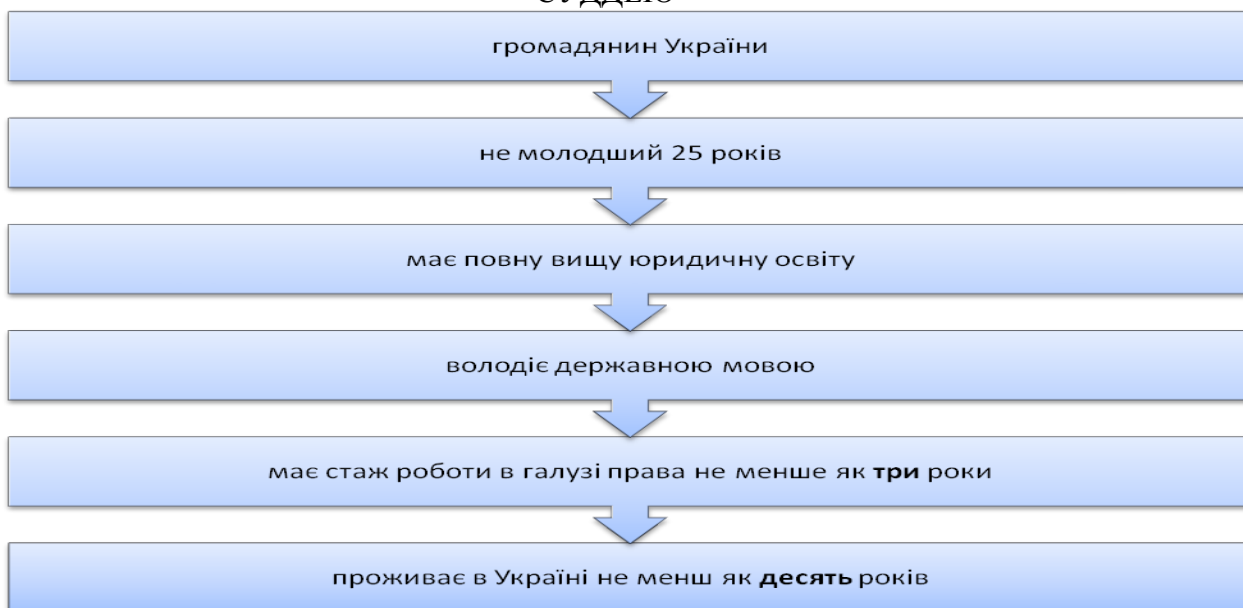 СУДДЕЮ
громадянин України
не молодший 25 років
має повну вищу юридичну освіту
володіє державною мовою
має стаж роботи в галузі права не менше як три роки
проживає в Україні не менш як десять років